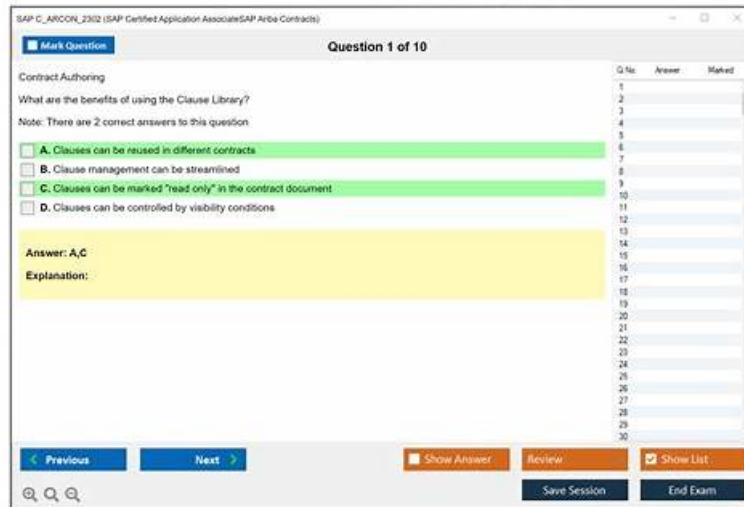 SAP C_ARCON_2302 (SAP Certified Application AssociateSAP Ariba Contracts)
Mark Question
Question 1 of 10
Q.No. Answer Marked
Contract Authoring
What are the benefits of using the Clause Library?
Note: There are 2 correct answers to this question
A. Clauses can be reused in different contracts
B. Clause management can be streamlined
C. Clauses can be marked "read only" in the contract document
D. Clauses can be controlled by visibility conditions
Answer: A,C
Explanation:
1
2
3
4
5
6
7
8
9
10
11
12
13
14
15
16
17
18
19
20
21
22
23
24
25
26
27
28
29
30
Previous
Next
Show Answer
Review
Show List
Save Session
End Exam